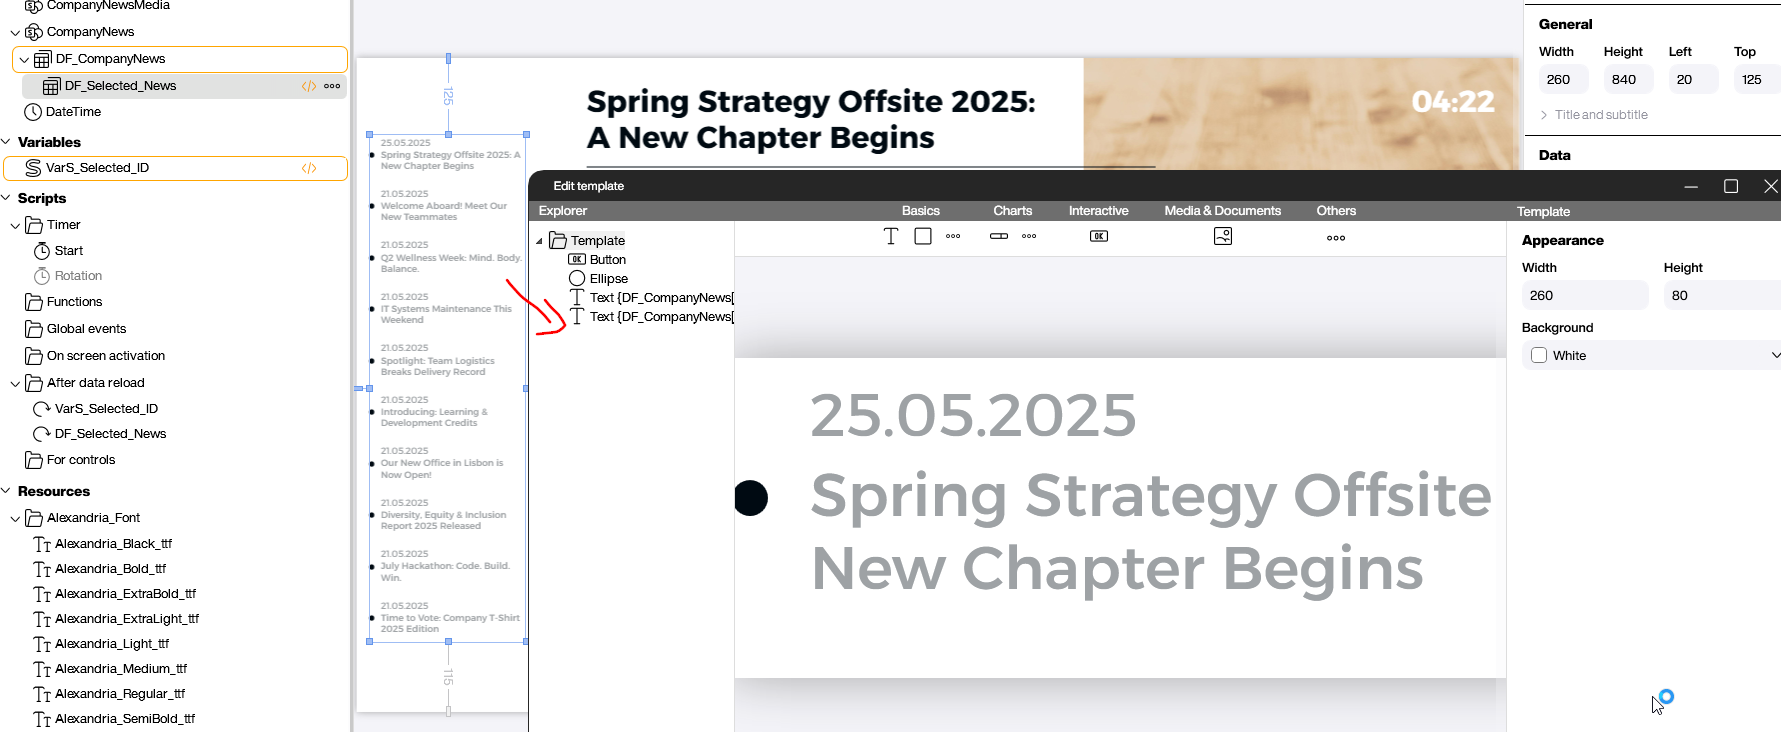 CompanyNewsMedia
CompanyNews
DF_CompanyNews
DF_Selected_News
DateTime
Variables
VarS_Selected_ID
Scripts
Timer
Start
Rotation
Functions
Global events
On screen activation
After data reload
VarS_Selected_ID
DF_Selected_News
For controls
Resources
Alexandria_Font
Alexandria_Black_ttf
Alexandria_Bold_ttf
Alexandria_ExtraBold_ttf
Alexandria_ExtraLight_ttf
Alexandria_Light_ttf
Alexandria_Medium_ttf
Alexandria_Regular_ttf
Alexandria_SemiBold_ttf
125
25.05.2025
Spring Strategy Offsite 2025: A
New Chapter Begins
21.05.2025
Welcome Aboard! Meet Our
New Teammates
21.05.2025
Q2 Wellness Week: Mind. Body.
Balance.
21.05.2025
IT Systems Maintenance This
Weekend
21.05.2025
Spotlight: Team Logistics
Breaks Delivery Record
21.05.2025
Introducing: Learning &
Development Credits
21.05.2025
Our New Office in Lisbon is
Now Open!
21.05.2025
Diversity, Equity & Inclusion
Report 2025 Released
21.05.2025
July Hackathon: Code. Build.
Win.
21.05.2025
Time to Vote: Company T-Shirt
2025 Edition
115
Spring Strategy Offsite 2025:
A New Chapter Begins
04:22
General
Width Height Left Top
260 840 20 125
Title and subtitle
Data
Edit template
Explorer
Basics Charts Interactive Media & Documents Others
Template
OK
Template
OK Button
Ellipse
Text {DF_CompanyNews[
Text {DF_CompanyNews[
25.05.2025
Spring Strategy Offsite
New Chapter Begins
Appearance
Width Height
260 80
Background
White